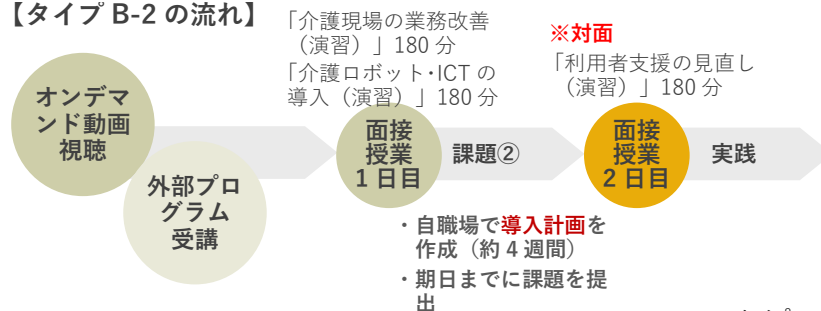 【タイプ B-2 の流れ】
「介護現場の業務改善
（演習）」180 分
「介護ロボット・ICT の
導入（演習）」180 分
※対面
「利用者支援の見直し
（演習）」180 分
オンデマ
ンド動画
視聴
外部プロ
グラム
受講
面接
授業
1 日目
課題②
面接
授業
2 日目
実践
・自職場で導入計画を
作成（約 4 週間）
・期日までに課題を提
出